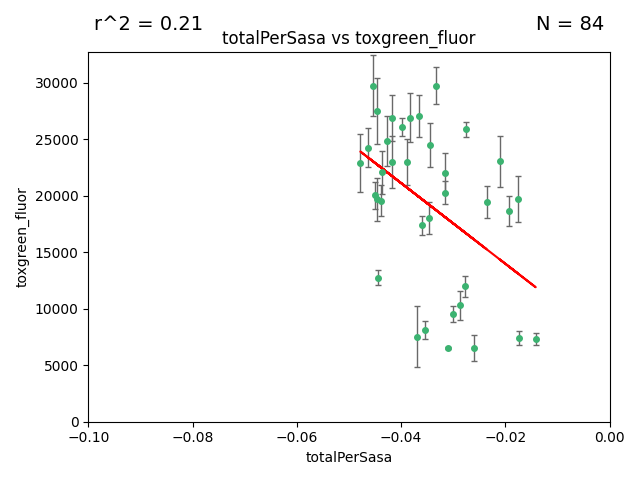 r^2 = 0.21
N = 84
totalPerSasa vs toxgreen_fluor
toxgreen_fluor
30000
25000
20000
15000
10000
5000
0
−0.10
−0.08
−0.06
−0.04
−0.02
0.00
totalPerSasa